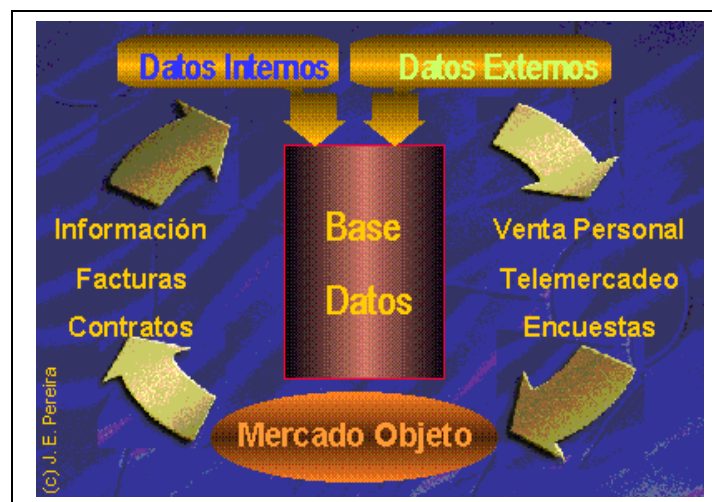 Datos Internos
Datos Externos
Información
Facturas
Contratos
Base
Datos
Venta Personal
Telemercadeo
Encuestas
Mercado Objeto
(c) J. E. Pereira